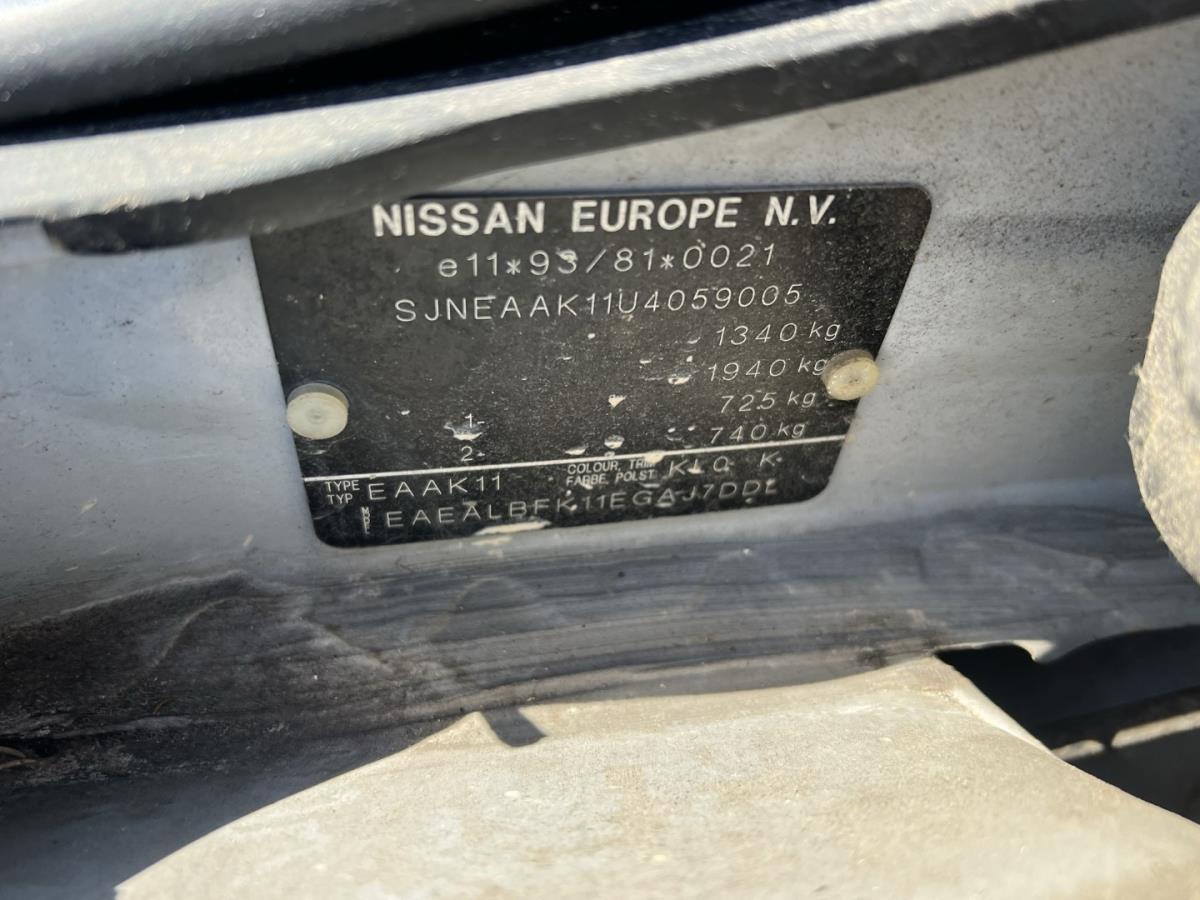 NISSAN EUROPE N.V.
e11*93/81*0021
SJNEAAK11U4059005
1340 kg
1940 kg
1- 725 kg
2- 740 kg
TYPE TYP EAAK11 COLOUR, TRIM FARBE, POLST. KL0 K
EAEALBFK11EGAJ7DDL